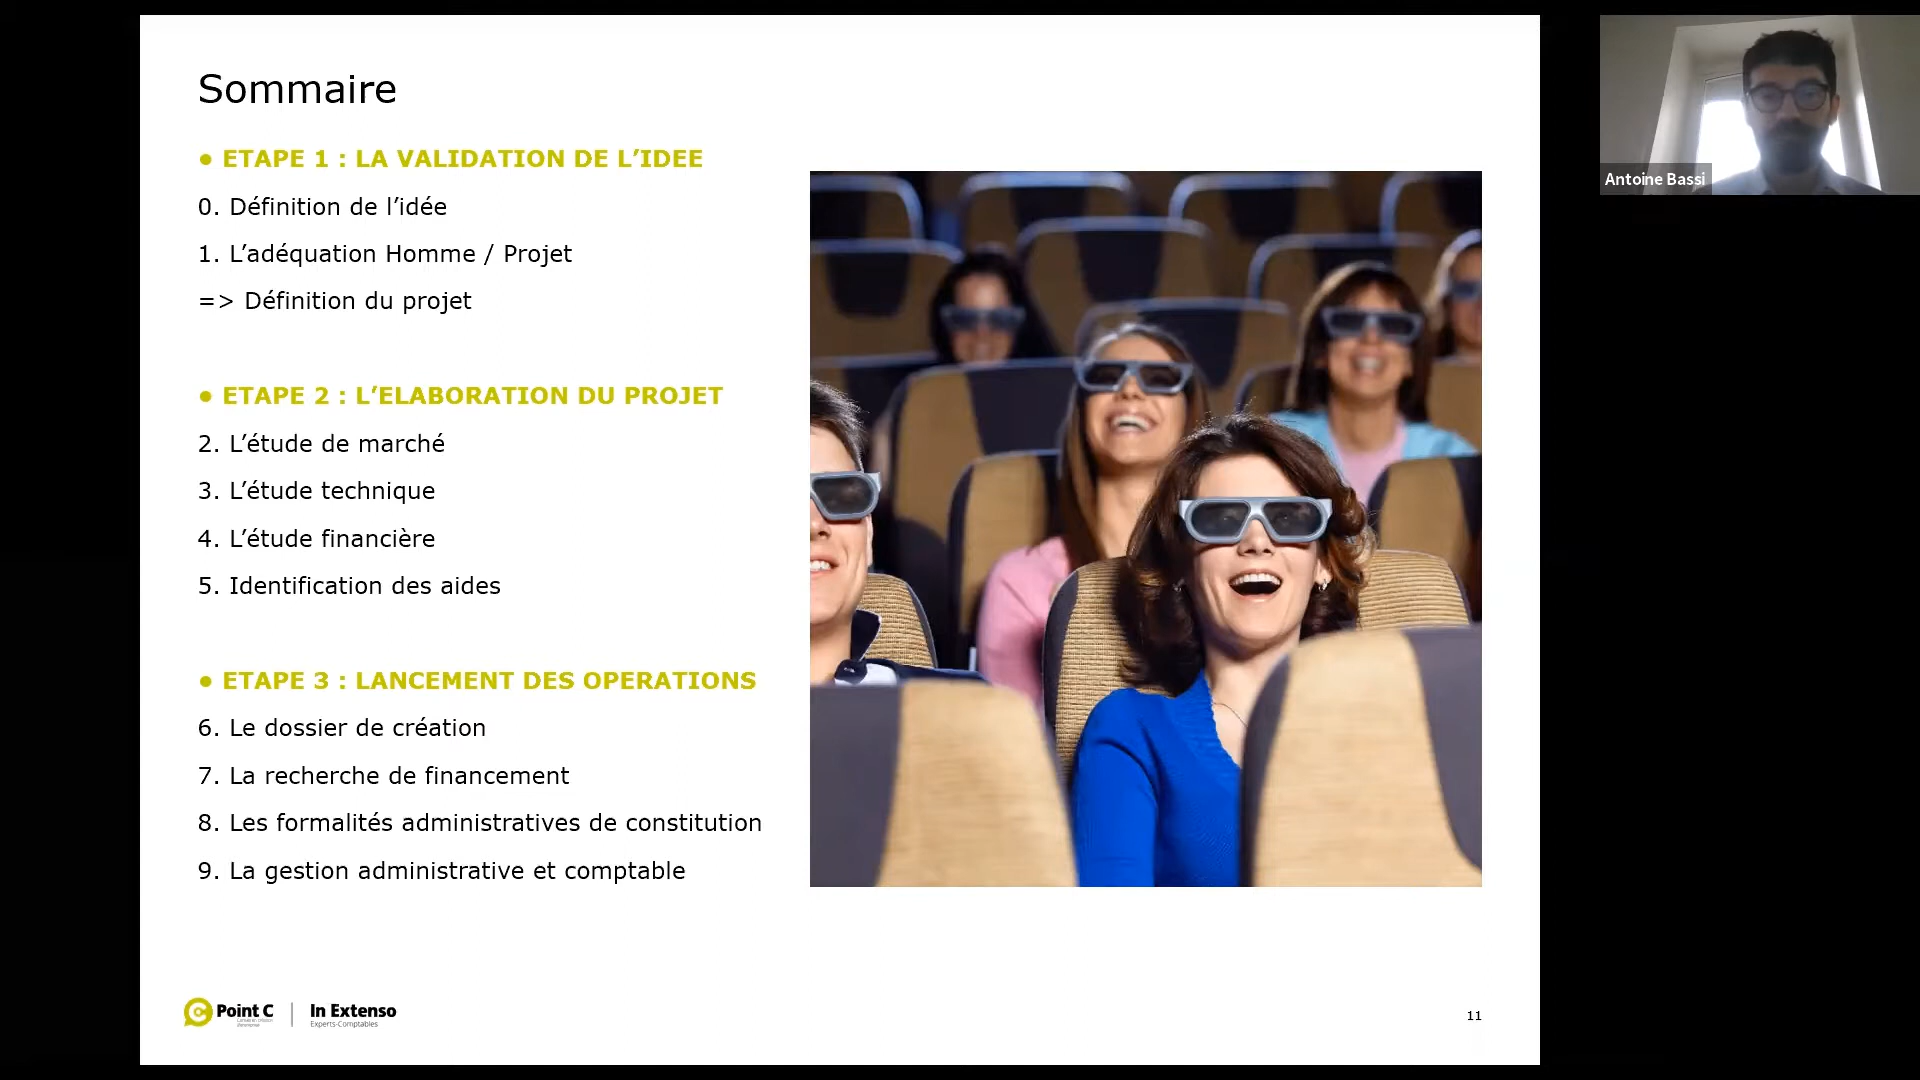 Sommaire
● ETAPE 1 : LA VALIDATION DE L’IDEE
0. Définition de l’idée
1. L’adéquation Homme / Projet
=> Définition du projet
● ETAPE 2 : L’ELABORATION DU PROJET
2. L’étude de marché
3. L’étude technique
4. L’étude financière
5. Identification des aides
● ETAPE 3 : LANCEMENT DES OPERATIONS
6. Le dossier de création
7. La recherche de financement
8. Les formalités administratives de constitution
9. La gestion administrative et comptable
Point C
In Extenso
Experts-Comptables
11
Antoine Bassi